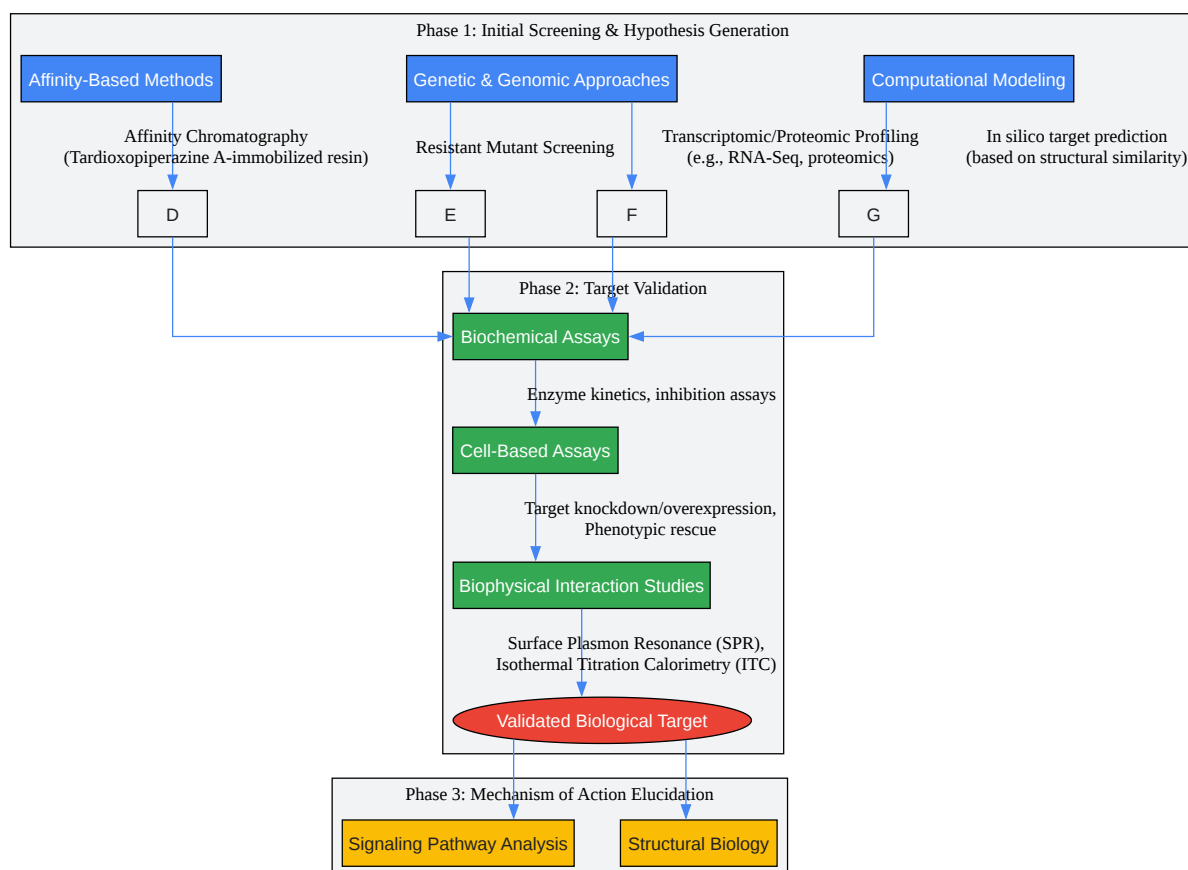 Phase 1: Initial Screening & Hypothesis Generation
Affinity-Based Methods
Genetic & Genomic Approaches
Computational Modeling
Affinity Chromatography
(Tardioxopiperazine A-immobilized resin)
Resistant Mutant Screening
Transcriptomic/Proteomic Profiling
(e.g., RNA-Seq, proteomics)
In silico target prediction
(based on structural similarity)
D
E
F
G
Phase 2: Target Validation
Biochemical Assays
Enzyme kinetics, inhibition assays
Cell-Based Assays
Target knockdown/overexpression,
Phenotypic rescue
Biophysical Interaction Studies
Surface Plasmon Resonance (SPR),
Isothermal Titration Calorimetry (ITC)
Validated Biological Target
Phase 3: Mechanism of Action Elucidation
Signaling Pathway Analysis
Structural Biology